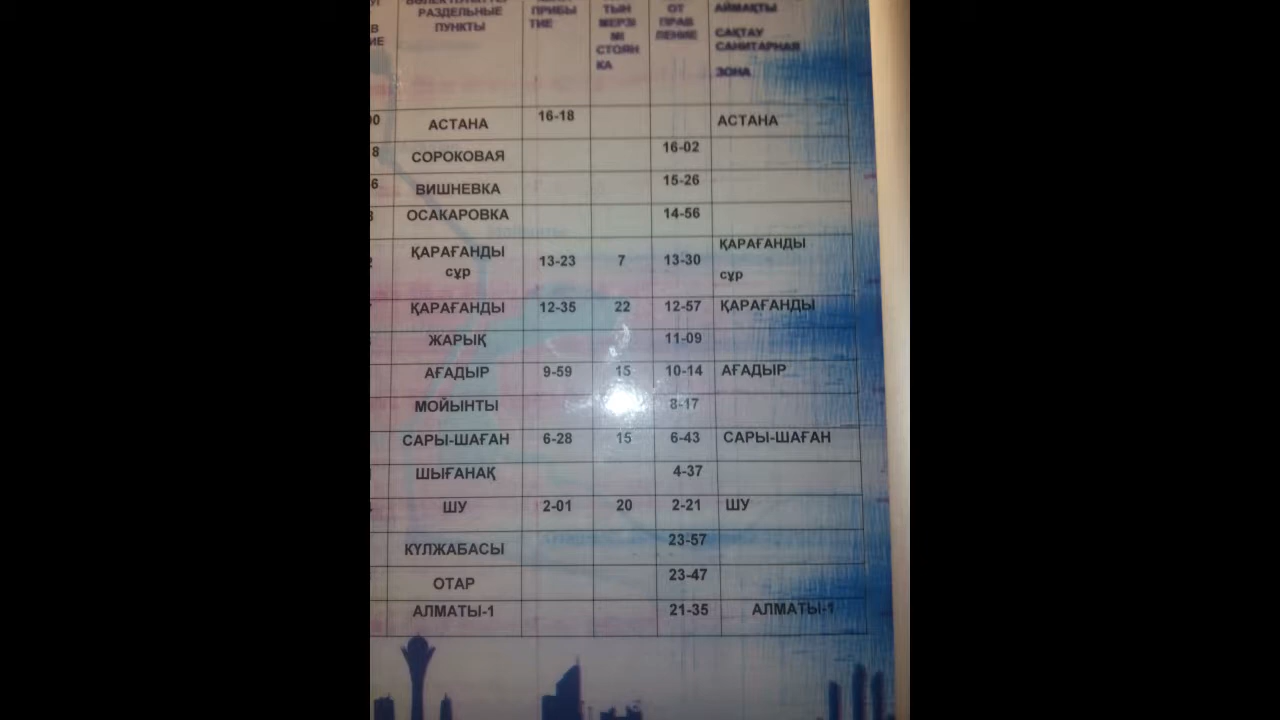 РАЗДЕЛЬНЫЕ ПУНКТЫ | ПРИБЫ ТИЕ | ТЫН МЕРЗІ МІ СТОЯН КА | ОТ ПРАВ ЛЕНИЕ | АЙМАҚТЫ САҚТАУ САНИТАРНАЯ ЗОНА
АСТАНА 16-18 АСТАНА
СОРОКОВАЯ 16-02
ВИШНЕВКА 15-26
ОСАКАРОВКА 14-56
ҚАРАҒАНДЫ сұр 13-23 7 13-30 ҚАРАҒАНДЫ сұр
ҚАРАҒАНДЫ 12-35 22 12-57 ҚАРАҒАНДЫ
ЖАРЫҚ 11-09
АҒАДЫР 9-59 15 10-14 АҒАДЫР
МОЙЫНТЫ 8-17
САРЫ-ШАҒАН 6-28 15 6-43 САРЫ-ШАҒАН
ШЫҒАНАҚ 4-37
ШУ 2-01 20 2-21 ШУ
КҮЛЖАБАСЫ 23-57
ОТАР 23-47
АЛМАТЫ-1 21-35 АЛМАТЫ-1